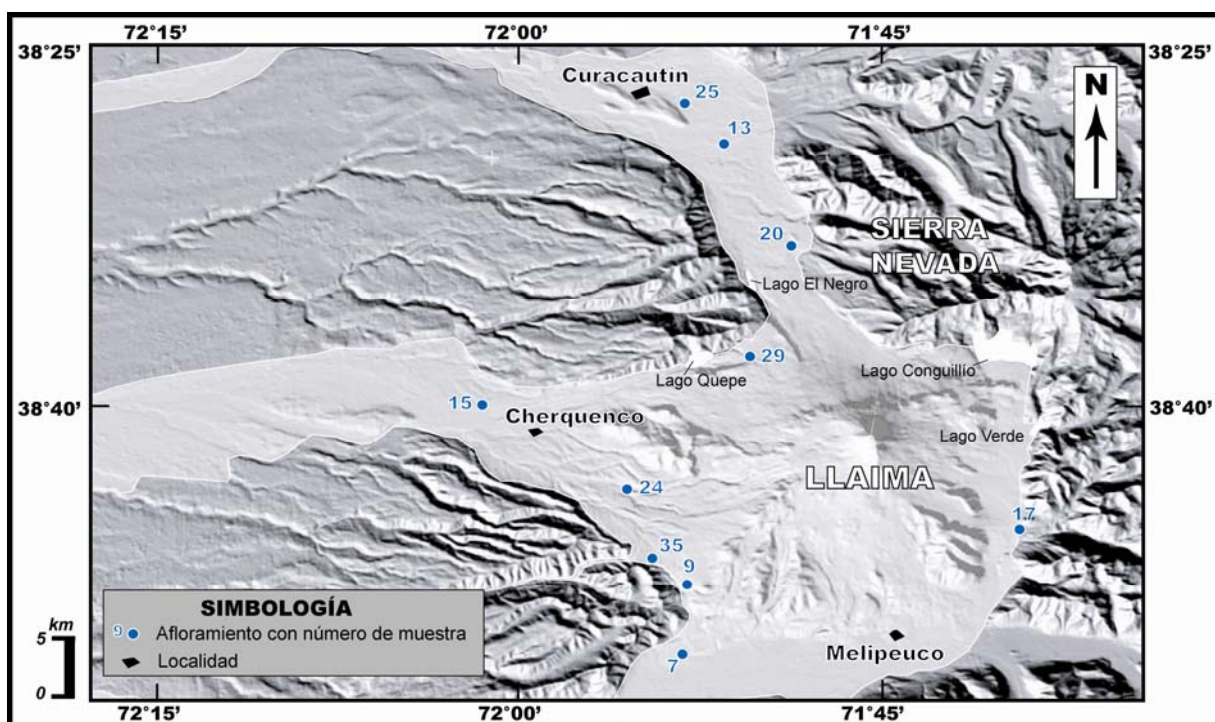 72°15' 72°00' 71°45'
38°25' 38°25'
Curacautín
25
N
13
20
SIERRA
NEVADA
Lago El Negro
29
Lago Quepe
Lago Conguillío
15
38°40' 38°40'
Cherquenco
Lago Verde
LLAIMA
24
17
35
9
SIMBOLOGÍA
9 Afloramiento con número de muestra
Localidad
km
5
0
Melipeuco
7
72°15' 72°00' 71°45'